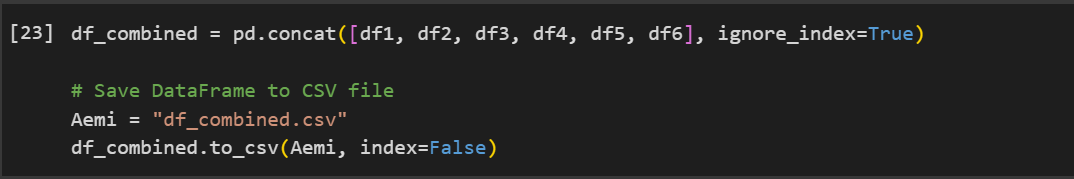 [23] df_combined = pd.concat([df1, df2, df3, df4, df5, df6], ignore_index=True)
# Save DataFrame to CSV file
Aemi = "df_combined.csv"
df_combined.to_csv(Aemi, index=False)